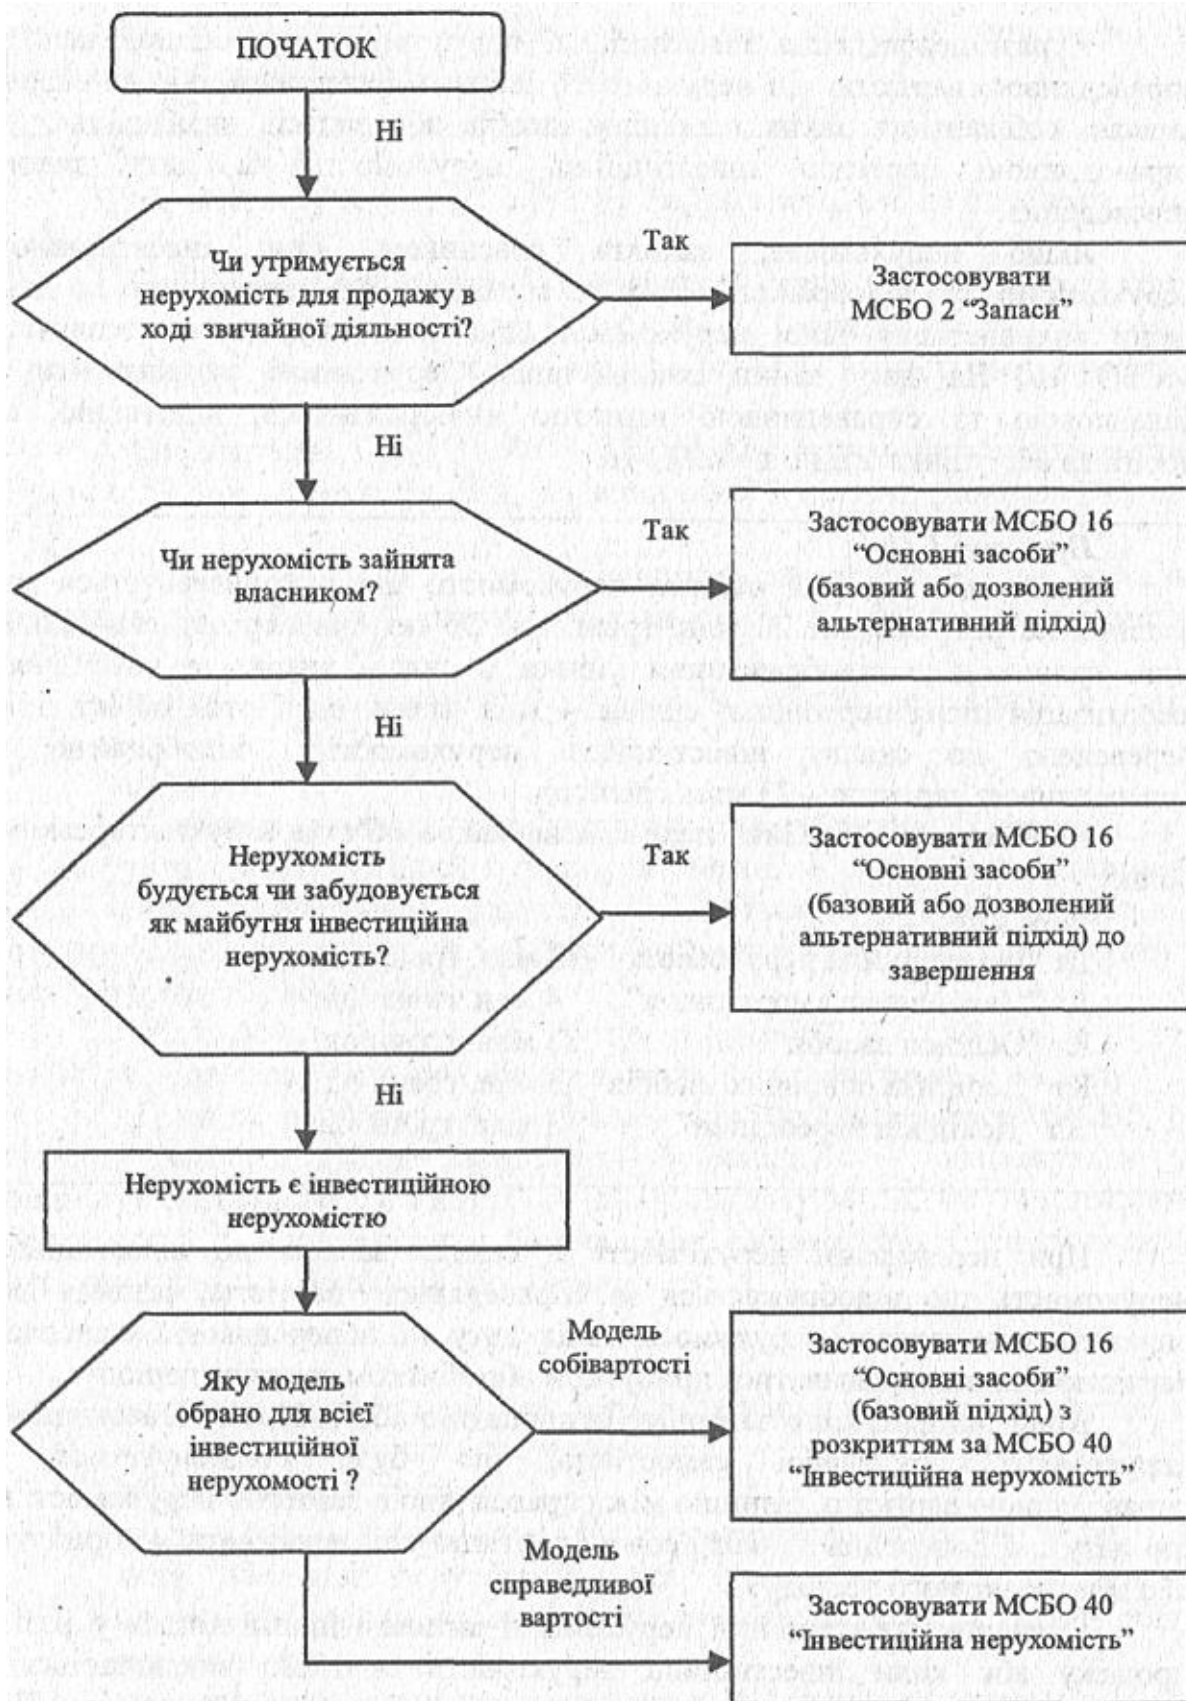 ПОЧАТОК
Ні
Чи утримується
нерухомість для продажу в
ході звичайної діяльності?
Так
Застосовувати
МСБО 2 “Запаси”
Ні
Чи нерухомість зайнята
власником?
Так
Застосовувати МСБО 16
“Основні засоби”
(базовий або дозволений
альтернативний підхід)
Ні
Нерухомість
будується чи забудовується
як майбутня інвестиційна
нерухомість?
Так
Застосовувати МСБО 16
“Основні засоби”
(базовий або дозволений
альтернативний підхід) до
завершення
Ні
Нерухомість є інвестиційною
нерухомістю
Яку модель
обрано для всієї
інвестиційної
нерухомості ?
Модель
собівартості
Застосовувати МСБО 16
“Основні засоби”
(базовий підхід) з
розкриттям за МСБО 40
“Інвестиційна нерухомість”
Модель
справедливої
вартості
Застосовувати МСБО 40
“Інвестиційна нерухомість”